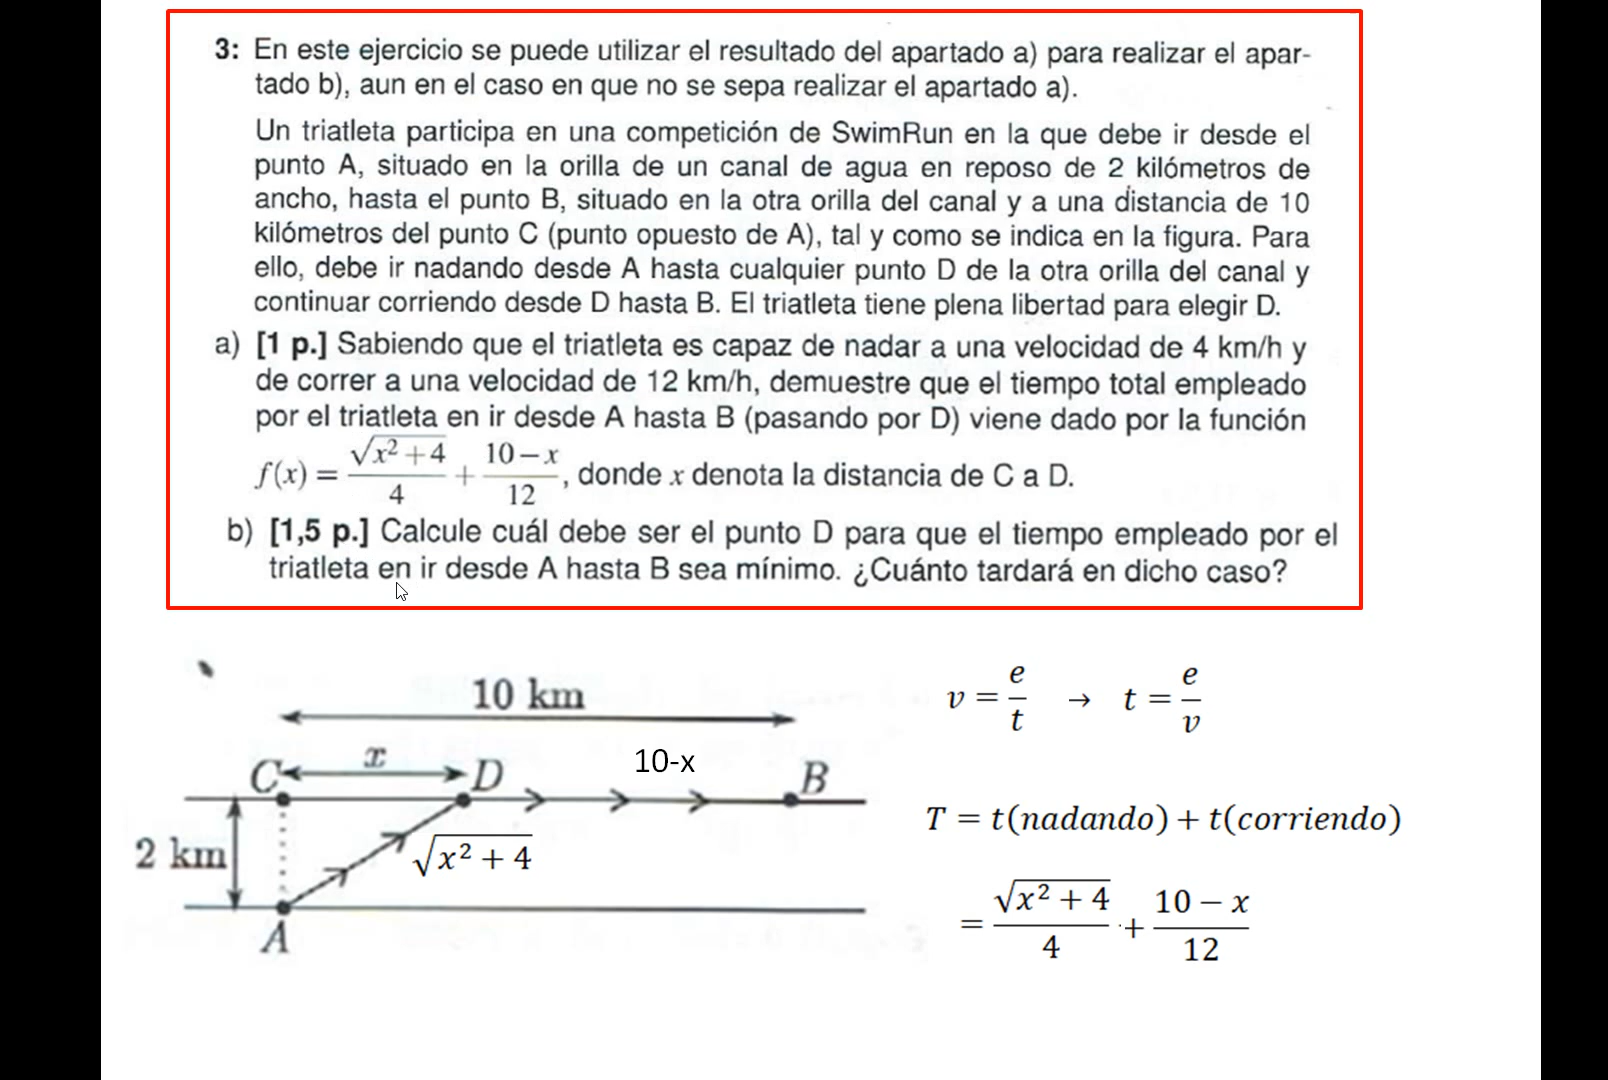 3: En este ejercicio se puede utilizar el resultado del apartado a) para realizar el apar-
tado b), aun en el caso en que no se sepa realizar el apartado a).
Un triatleta participa en una competición de SwimRun en la que debe ir desde el
punto A, situado en la orilla de un canal de agua en reposo de 2 kilómetros de
ancho, hasta el punto B, situado en la otra orilla del canal y a una distancia de 10
kilómetros del punto C (punto opuesto de A), tal y como se indica en la figura. Para
ello, debe ir nadando desde A hasta cualquier punto D de la otra orilla del canal y
continuar corriendo desde D hasta B. El triatleta tiene plena libertad para elegir D.
a) [1 p.] Sabiendo que el triatleta es capaz de nadar a una velocidad de 4 km/h y
de correr a una velocidad de 12 km/h, demuestre que el tiempo total empleado
por el triatleta en ir desde A hasta B (pasando por D) viene dado por la función
f(x) = √(x²+4)/4 + (10−x)/12, donde x denota la distancia de C a D.
b) [1,5 p.] Calcule cuál debe ser el punto D para que el tiempo empleado por el
triatleta en ir desde A hasta B sea mínimo. ¿Cuánto tardará en dicho caso?
10 km
x
10-x
C
D
B
2 km
√(x² + 4)
A
v = e/t → t = e/v
T = t(nadando) + t(corriendo)
= √(x² + 4)/4 + (10 − x)/12